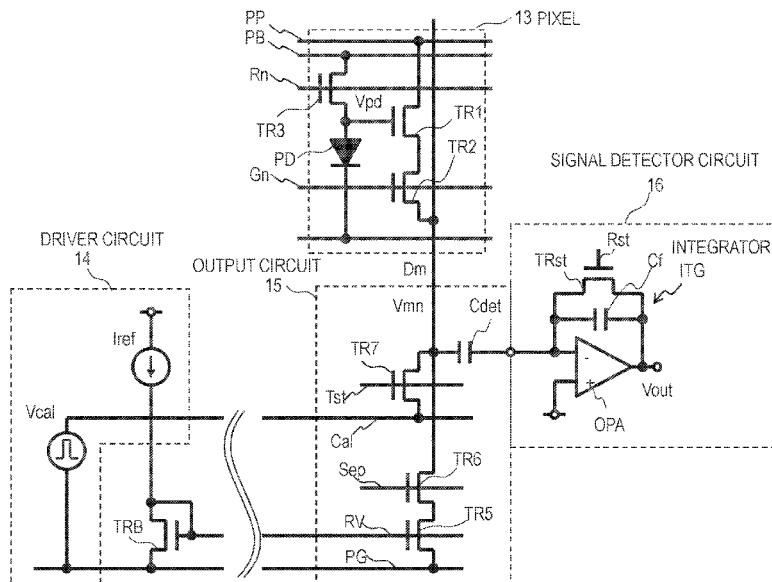 PP
13 PIXEL
PB
Rn
Vpd
TR1
TR3
PD
TR2
Gn
SIGNAL DETECTOR CIRCUIT
16
DRIVER CIRCUIT
14
OUTPUT CIRCUIT
15
Dm
Rst
TRst
Cf
INTEGRATOR
ITG
Vmn
Cdet
Iref
TR7
-
+
Vout
OPA
Tst
Vcal
Cal
Sep
TR6
TRB
RV
TR5
PG